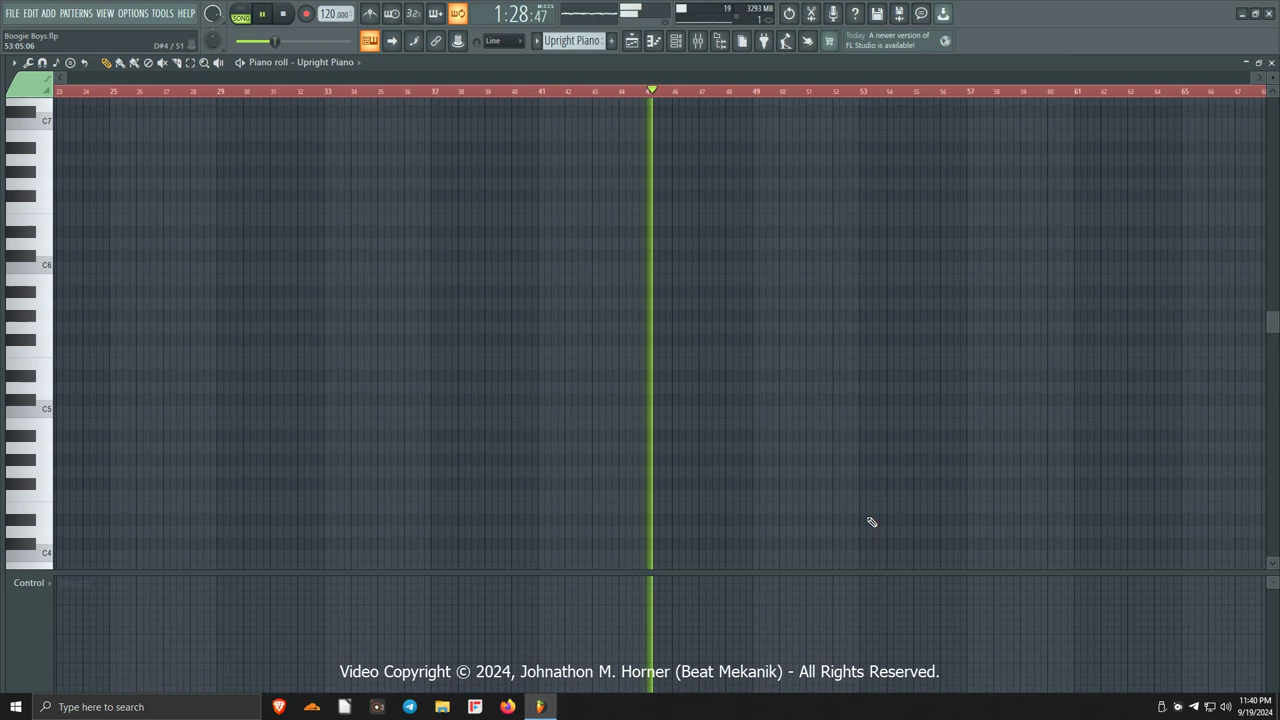 FILE EDIT ADD PATTERNS VIEW OPTIONS TOOLS HELP
SONG
120.000
3.2.
1:28:47
M:S:CS
19
3293 MB
1
Boogie Boys.flp
53:05:06
D#4 / 51
Line
Upright Piano
Today A newer version of
FL Studio is available!
Piano roll - Upright Piano
23 24 25 26 27 28 29 30 31 32 33 34 35 36 37 38 39 40 41 42 43 44 46 47 48 49 50 51 52 53 54 55 56 57 58 59 60 61 62 63 64 65 66 67
C7
C6
C5
C4
Control
Velocity
Video Copyright © 2024, Johnathon M. Horner (Beat Mekanik) - All Rights Reserved.
Type here to search
11:40 PM
9/19/2024